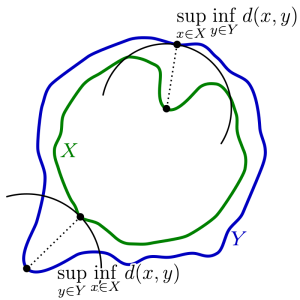 sup inf d(x, y)
x∈X y∈Y
X
Y
sup inf d(x, y)
y∈Y x∈X